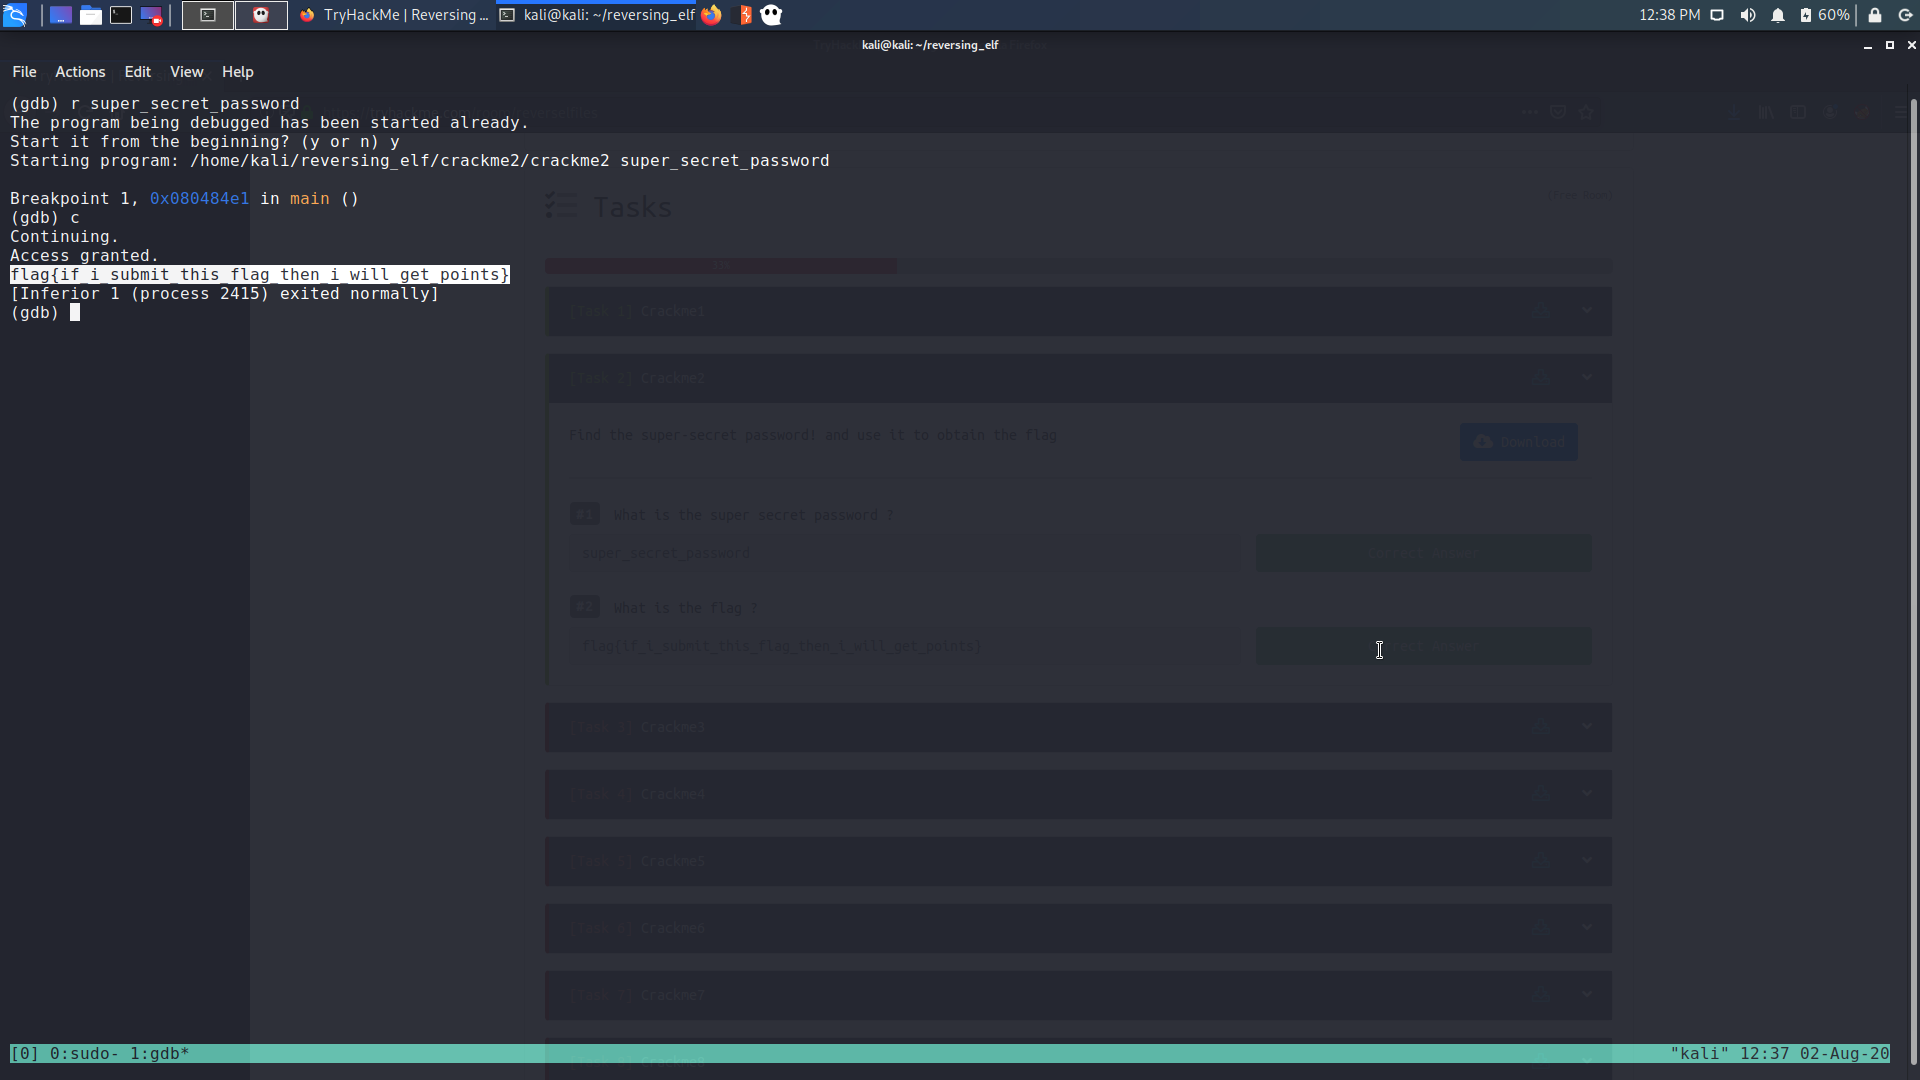 TryHackMe | Reversing ...
kali@kali: ~/reversing_elf
12:38 PM
60%
kali@kali: ~/reversing_elf
File Actions Edit View Help
(gdb) r super_secret_password
The program being debugged has been started already.
Start it from the beginning? (y or n) y
Starting program: /home/kali/reversing_elf/crackme2/crackme2 super_secret_password
Breakpoint 1, 0x080484e1 in main ()
(gdb) c
Continuing.
Access granted.
flag{if_i_submit_this_flag_then_i_will_get_points}
[Inferior 1 (process 2415) exited normally]
(gdb)
Tasks
[Task 1] Crackme1
[Task 2] Crackme2
Find the super-secret password! and use it to obtain the flag
Download
#1 What is the super secret password ?
super_secret_password
Correct Answer
#2 What is the flag ?
flag{if_i_submit_this_flag_then_i_will_get_points}
[Task 3] Crackme3
[Task 4] Crackme4
[Task 5] Crackme5
[Task 6] Crackme6
[Task 7] Crackme7
Crackme8
[0] 0:sudo- 1:gdb*
"kali" 12:37 02-Aug-20